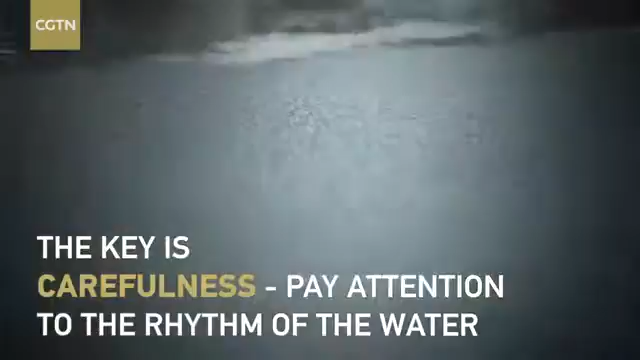 CGTN
THE KEY IS
CAREFULNESS - PAY ATTENTION
TO THE RHYTHM OF THE WATER